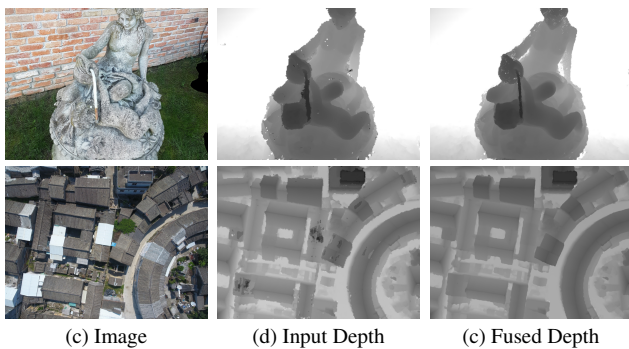 (c) Image
(d) Input Depth
(c) Fused Depth